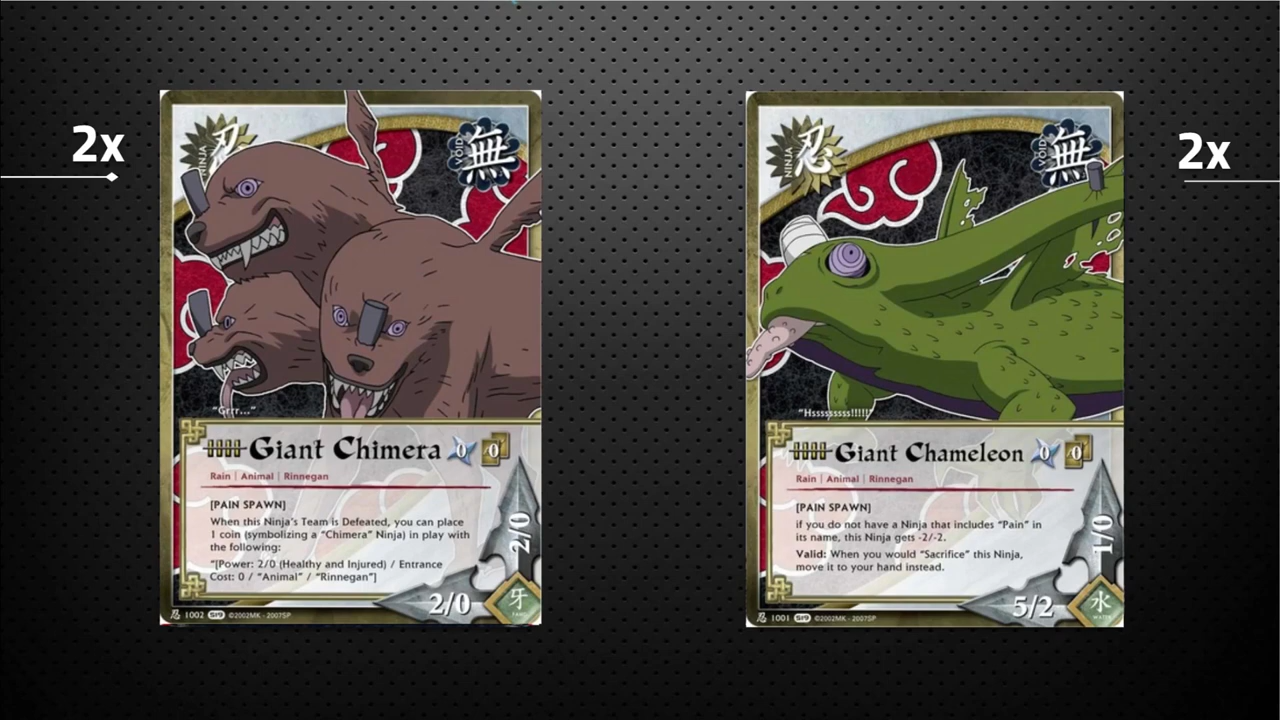 2x
NINJA
忍
無
VOID
"Grrr..."
Giant Chimera 0 0
Rain | Animal | Rinnegan
[PAIN SPAWN]
When this Ninja's Team is Defeated, you can place
1 coin (symbolizing a "Chimera" Ninja) in play with
the following:
"[Power: 2/0 (Healthy and Injured) / Entrance
Cost: 0 / "Animal" / "Rinnegan"]
2/0
2/0
牙
忍 1002 Sr9 ©2002MK - 2007SP
2x
NINJA
忍
無
VOID
"Hsssssssss!!!!!"
Giant Chameleon 0 0
Rain | Animal | Rinnegan
[PAIN SPAWN]
if you do not have a Ninja that includes "Pain" in
its name, this Ninja gets -2/-2.
Valid: When you would "Sacrifice" this Ninja,
move it to your hand instead.
1/0
5/2
水
WATER
忍 1001 Sr9 ©2002MK - 2007SP